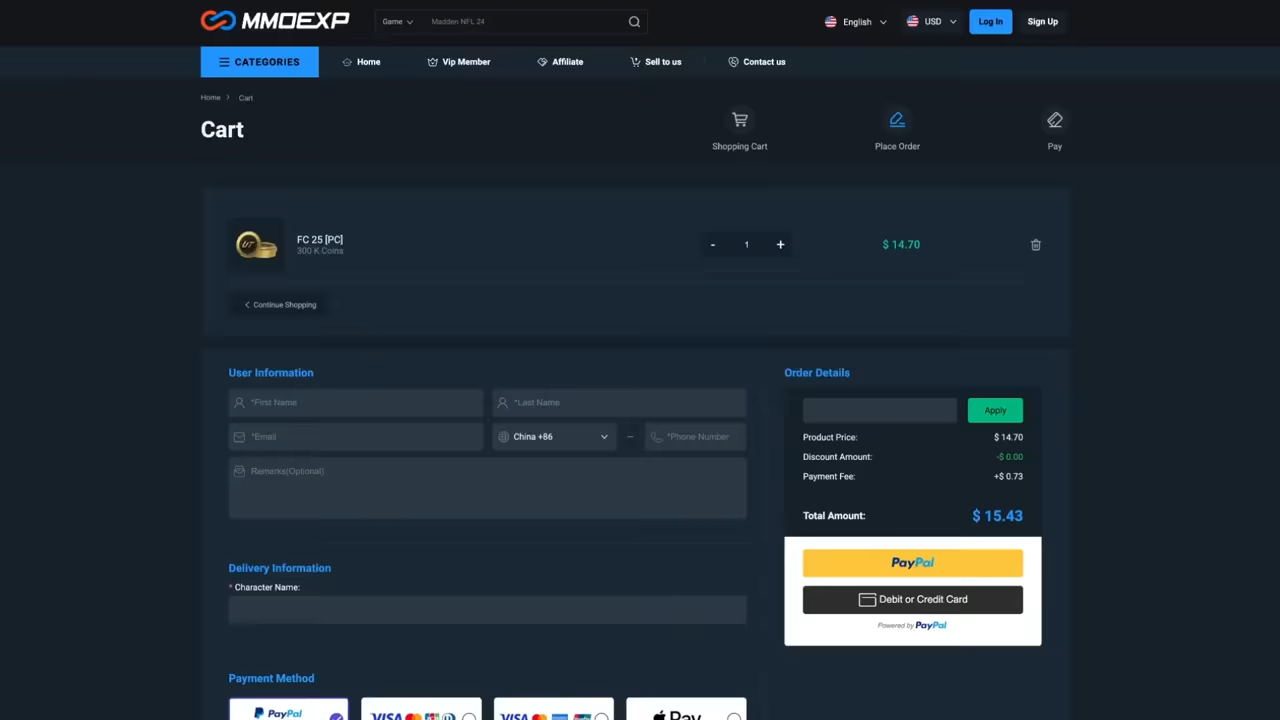 MMOEXP
Game
Madden NFL 24
English
USD
Log In
Sign Up
CATEGORIES
Home
Vip Member
Affiliate
Sell to us
Contact us
Home
Cart
Cart
Shopping Cart
Place Order
Pay
UT
FC 25 [PC]
300 K Coins
-
1
+
$ 14.70
Continue Shopping
User Information
Order Details
*First Name
*Last Name
Apply
*Email
China +86
*Phone Number
Product Price:
$ 14.70
Discount Amount:
-$ 0.00
Remarks(Optional)
Payment Fee:
+$ 0.73
Total Amount:
$ 15.43
PayPal
Delivery Information
* Character Name:
Debit or Credit Card
Powered by PayPal
Payment Method
PayPal
VISA
VISA
Pay